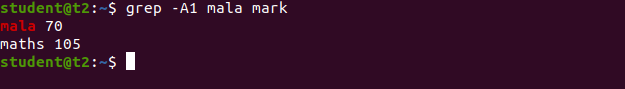 student@t2:~$ grep -A1 mala mark
mala 70
maths 105
student@t2:~$